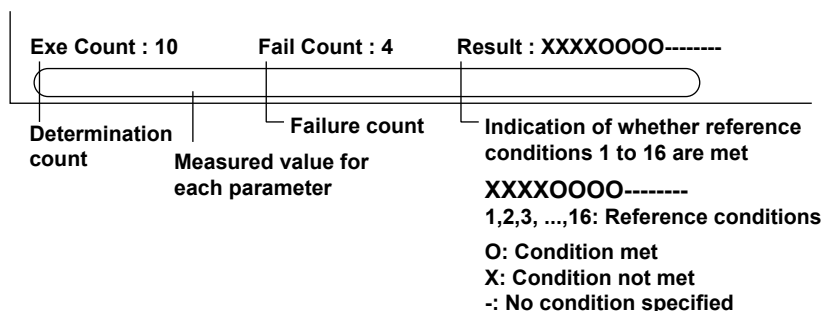 Exe Count : 10 Fail Count : 4 Result : XXXXOOOO--------
Determination
count
Measured value for
each parameter
Failure count
Indication of whether reference
conditions 1 to 16 are met
XXXXOOOO--------
1,2,3, ...,16: Reference conditions
O: Condition met
X: Condition not met
-: No condition specified